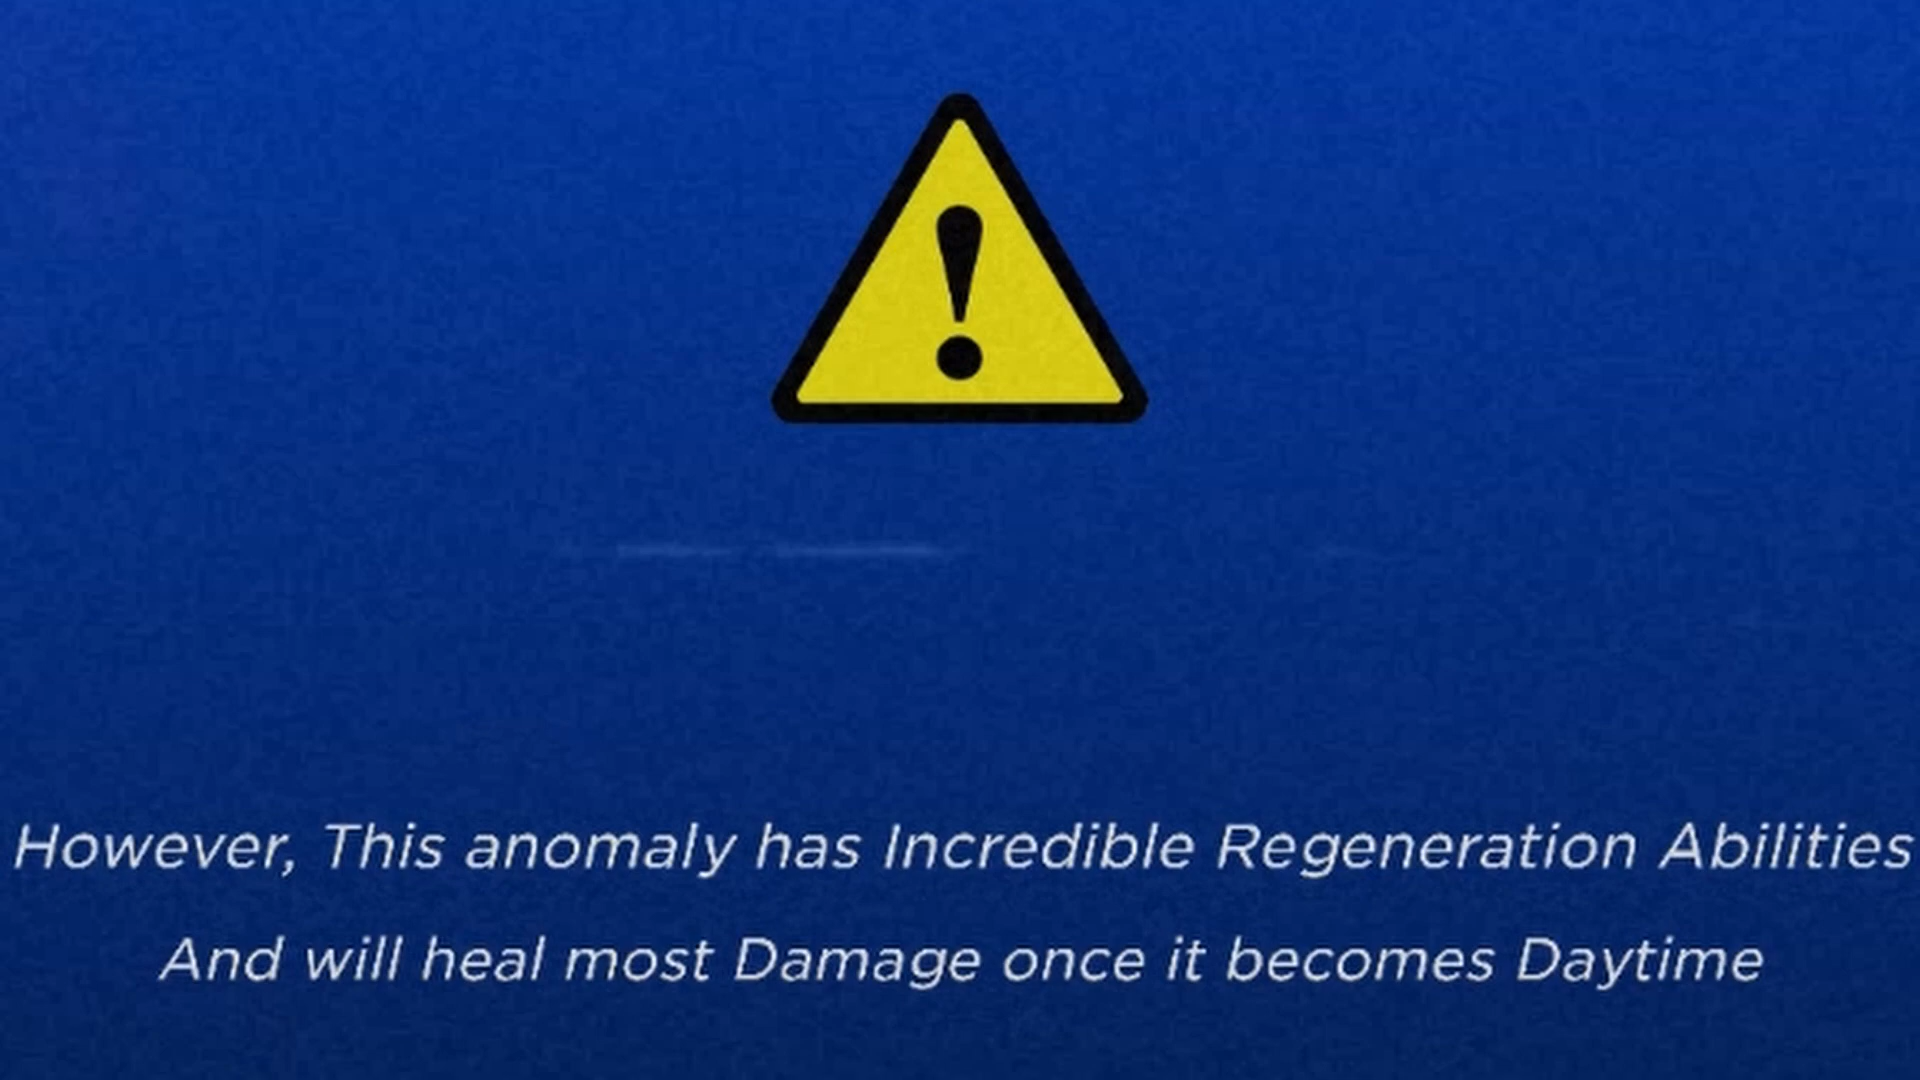 However, This anomaly has Incredible Regeneration Abilities
And will heal most Damage once it becomes Daytime